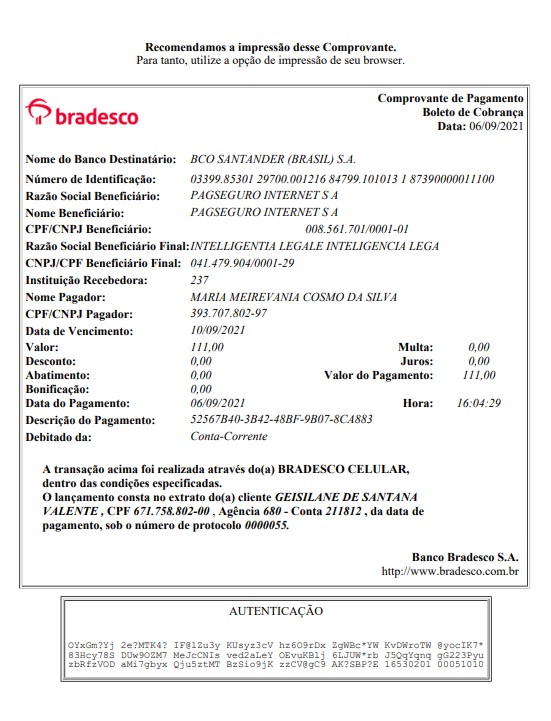 Recomendamos a impressão desse Comprovante.
Para tanto, utilize a opção de impressão de seu browser.
bradesco
Comprovante de Pagamento
Boleto de Cobrança
Data: 06/09/2021
Nome do Banco Destinatário: BCO SANTANDER (BRASIL) S.A.
Número de Identificação: 03399.85301 29700.001216 84799.101013 1 87390000011100
Razão Social Beneficiário: PAGSEGURO INTERNET S A
Nome Beneficiário: PAGSEGURO INTERNET S A
CPF/CNPJ Beneficiário: 008.561.701/0001-01
Razão Social Beneficiário Final: INTELLIGENTIA LEGALE INTELIGENCIA LEGA
CNPJ/CPF Beneficiário Final: 041.479.904/0001-29
Instituição Recebedora: 237
Nome Pagador: MARIA MEIREVANIA COSMO DA SILVA
CPF/CNPJ Pagador: 393.707.802-97
Data de Vencimento: 10/09/2021
Valor: 111,00 Multa: 0,00
Desconto: 0,00 Juros: 0,00
Abatimento: 0,00 Valor do Pagamento: 111,00
Bonificação: 0,00
Data do Pagamento: 06/09/2021 Hora: 16:04:29
Descrição do Pagamento: 52567B40-3B42-48BF-9B07-8CA883
Debitado da: Conta-Corrente
A transação acima foi realizada através do(a) BRADESCO CELULAR,
dentro das condições especificadas.
O lançamento consta no extrato do(a) cliente GEISILANE DE SANTANA
VALENTE , CPF 671.758.802-00 , Agência 680 - Conta 211812 , da data de
pagamento, sob o número de protocolo 0000055.
Banco Bradesco S.A.
http://www.bradesco.com.br
AUTENTICAÇÃO
OYxGm?Yj 2e?MTK4? IF@lZu3y KUsyz3cV hz6O9rDx ZgWBc*YW KvDWroTW @yocIK7*
83Hcy78S DUw9OZM7 MeJcCNIs ved2aLeY OEvuKBlj 6LJUW*rb J5QqYqnq gG223Pyu
zbRfzVOD aMi7gbyx Qju5ztMT BzSio9jK zzCV@gC9 AK?SBP?E 16530201 00051010